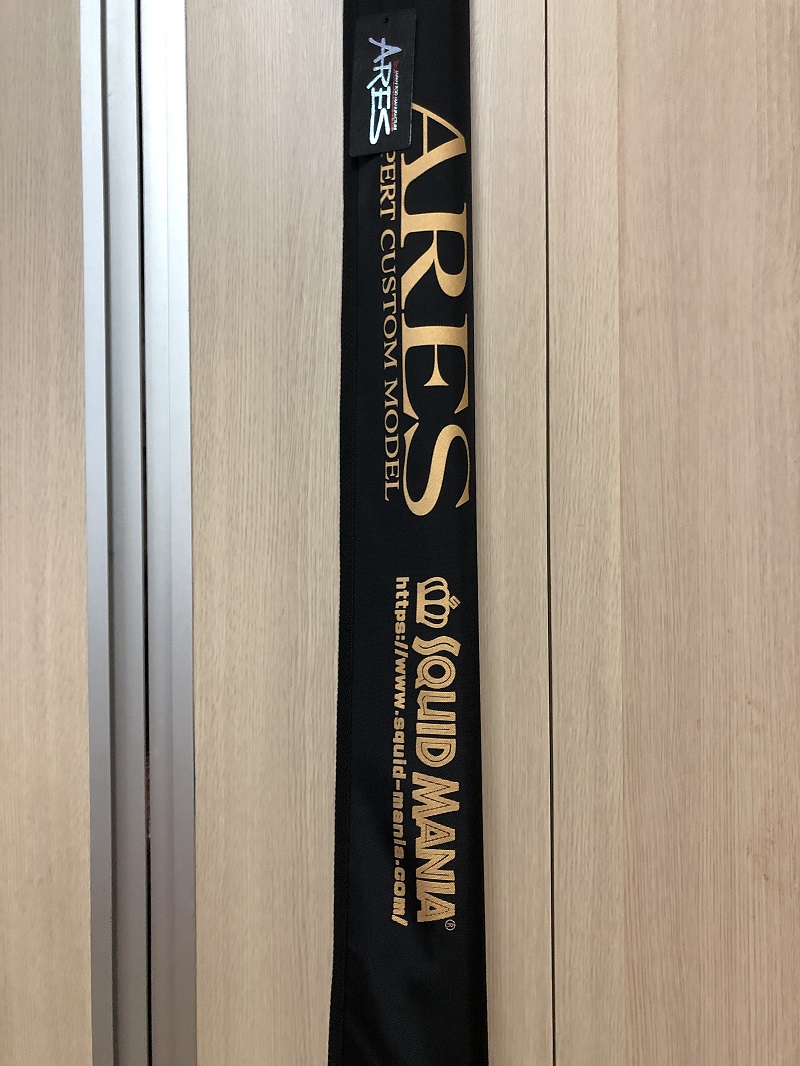 ARES
ARES
PERT CUSTOM MODEL
SQUID MANIA®
https://www.squid-mania.com/